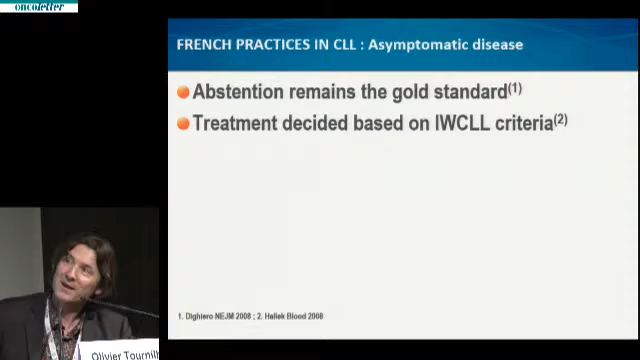 oncoletter
FRENCH PRACTICES IN CLL : Asymptomatic disease
Abstention remains the gold standard(1)
Treatment decided based on IWCLL criteria(2)
1. Dighiero NEJM 2008 ; 2. Hallek Blood 2008
Olivier Tournilh